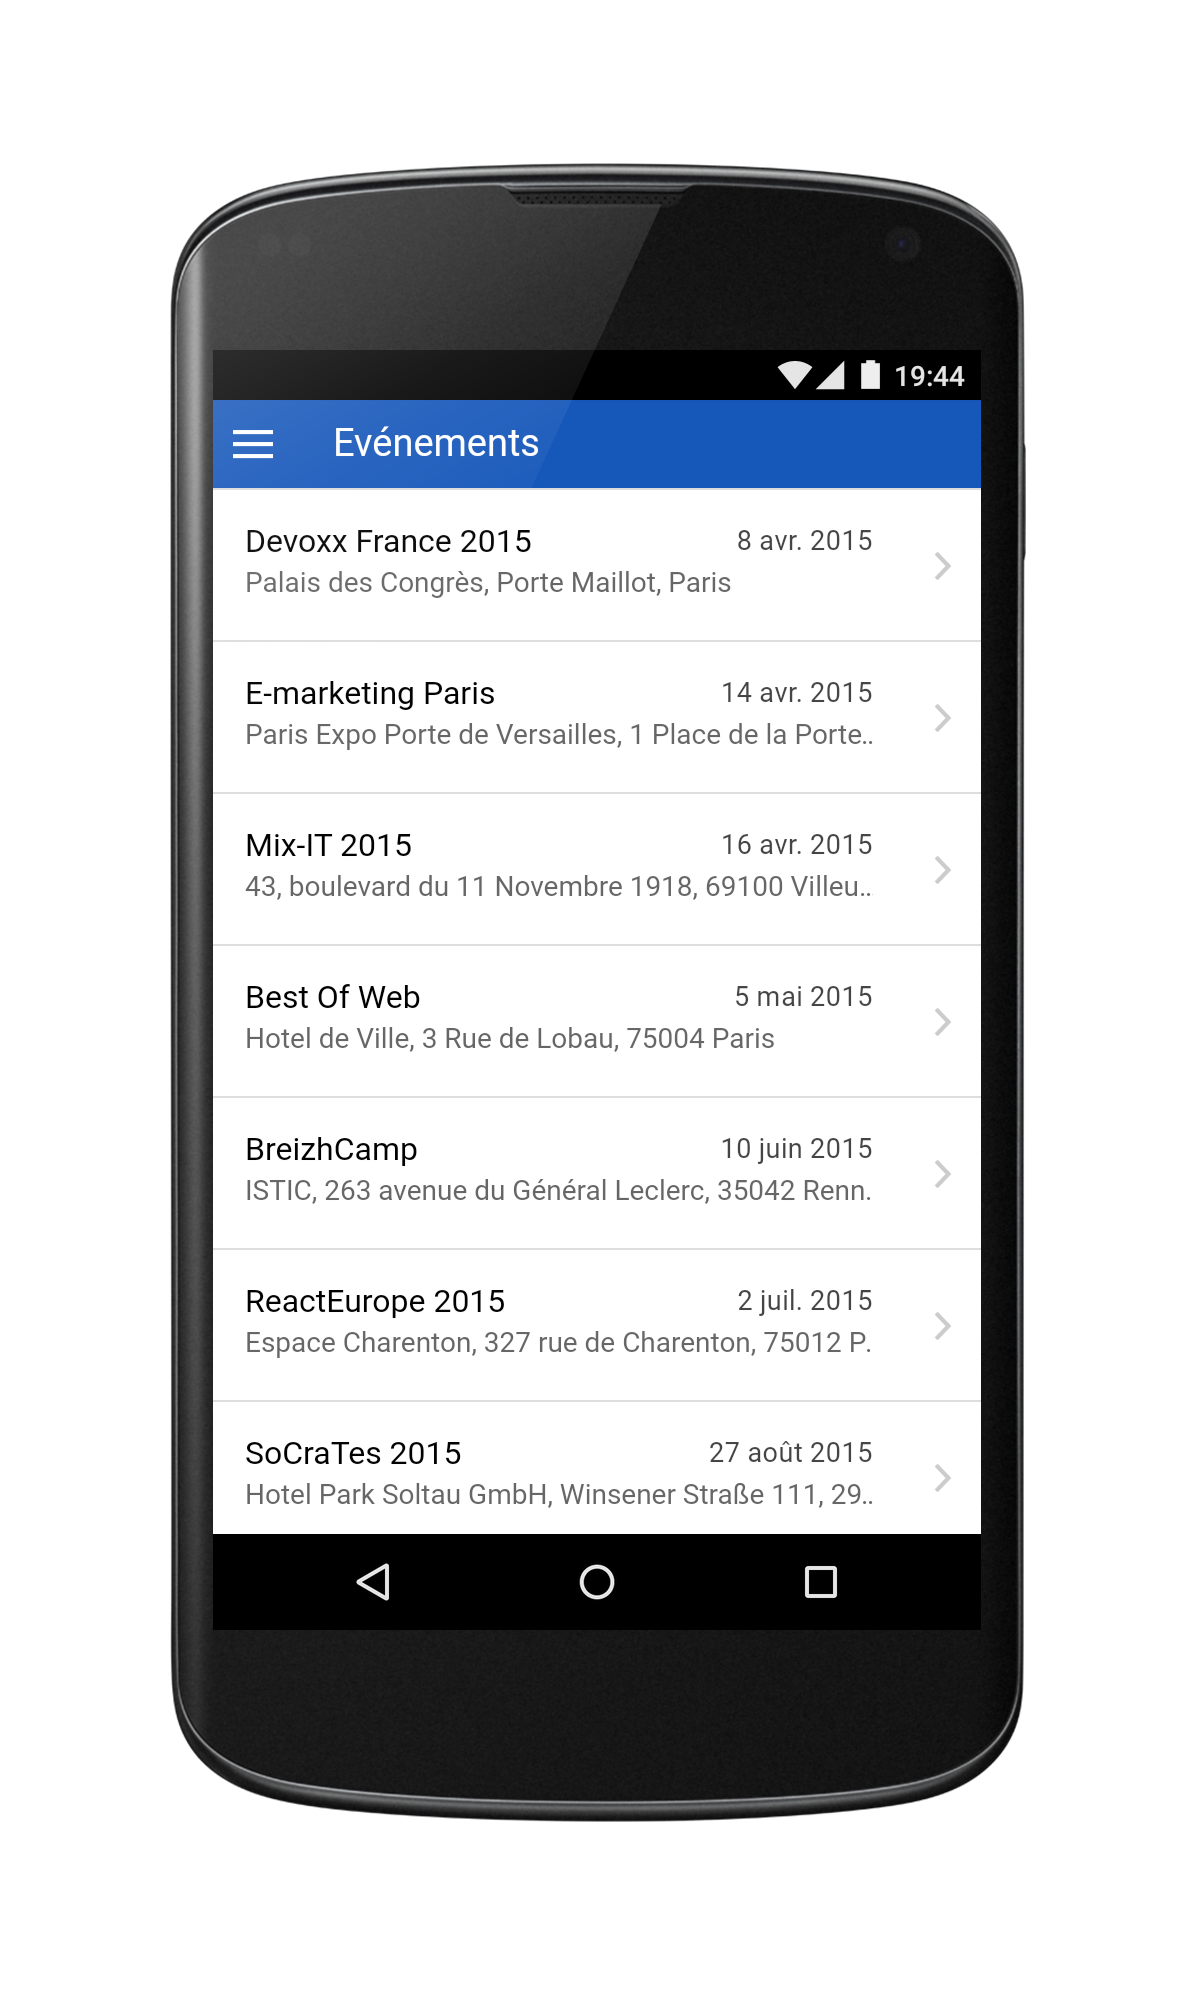 19:44
Evénements
Devoxx France 2015 8 avr. 2015
Palais des Congrès, Porte Maillot, Paris
E-marketing Paris 14 avr. 2015
Paris Expo Porte de Versailles, 1 Place de la Porte..
Mix-IT 2015 16 avr. 2015
43, boulevard du 11 Novembre 1918, 69100 Villeu..
Best Of Web 5 mai 2015
Hotel de Ville, 3 Rue de Lobau, 75004 Paris
BreizhCamp 10 juin 2015
ISTIC, 263 avenue du Général Leclerc, 35042 Renn.
ReactEurope 2015 2 juil. 2015
Espace Charenton, 327 rue de Charenton, 75012 P.
SoCraTes 2015 27 août 2015
Hotel Park Soltau GmbH, Winsener Straße 111, 29..